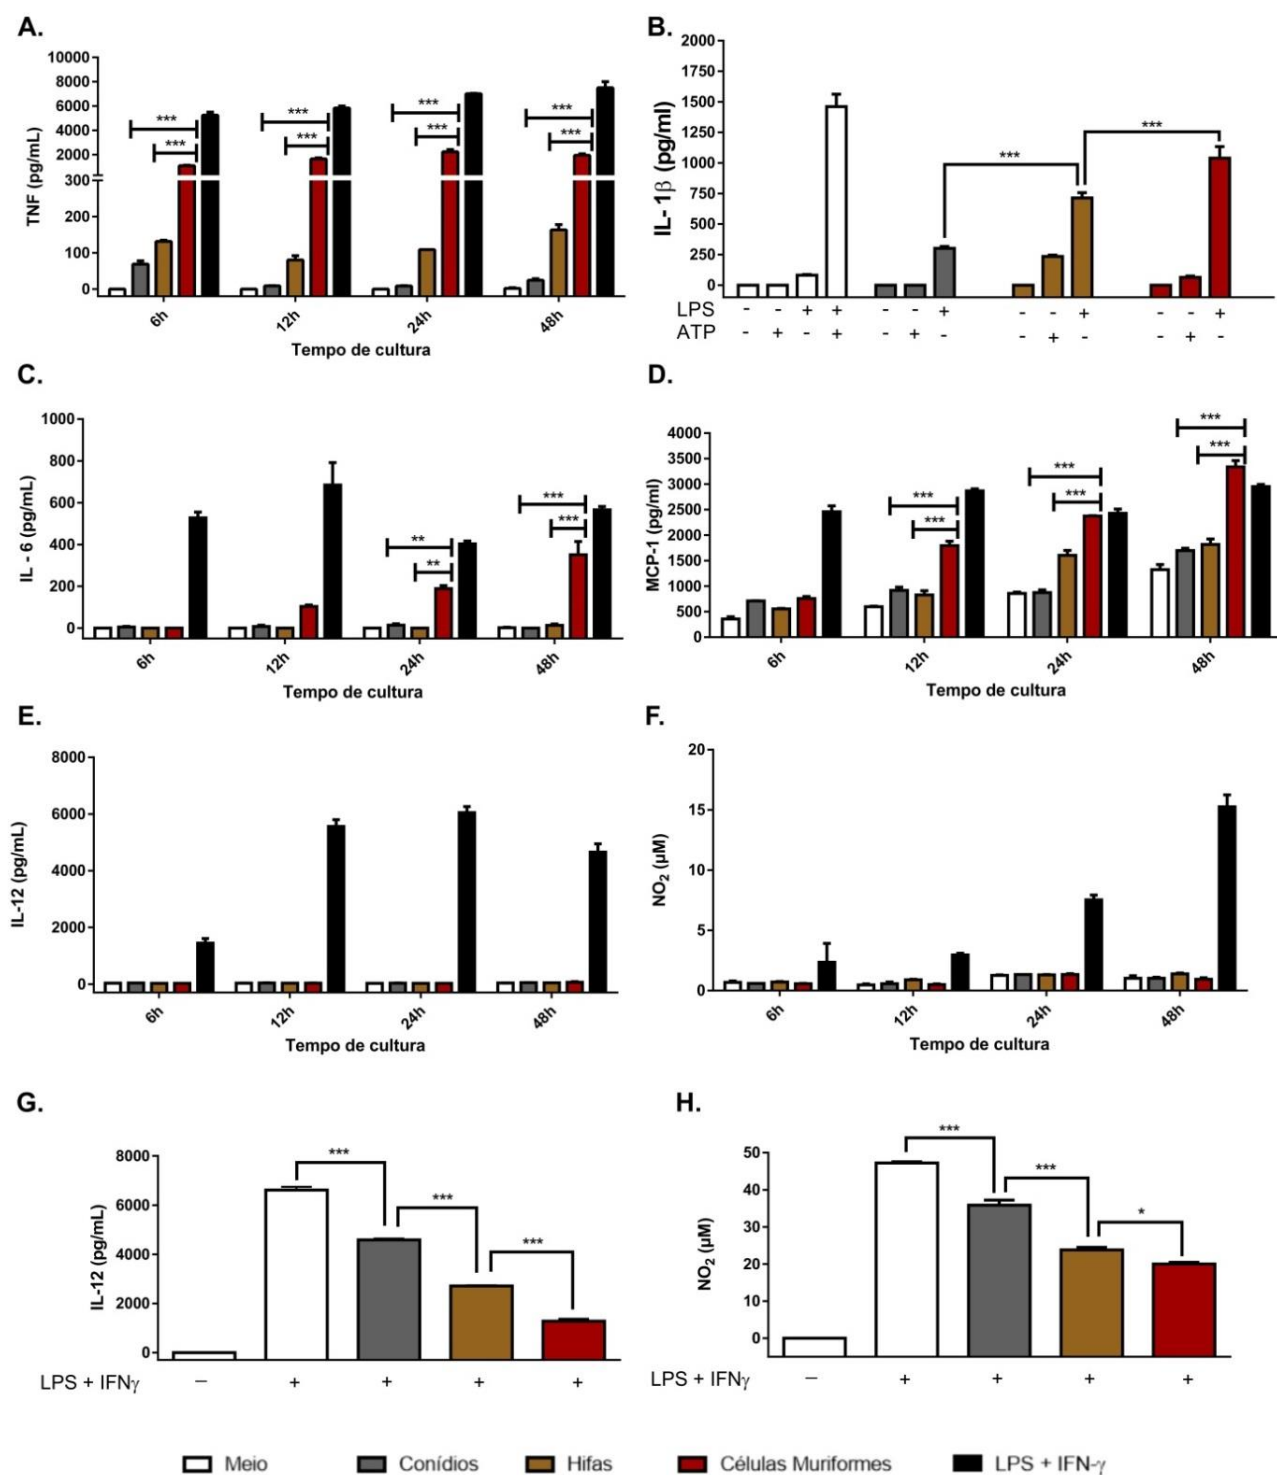 A.
TNF (pg/mL)
10000
8000
6000
4000
2000
300
200
100
0
*** *** *** ***
*** *** *** ***
6h 12h 24h 48h
Tempo de cultura
B.
IL- 1β (pg/ml)
2000
1750
1500
1250
1000
750
500
250
0
*** ***
LPS - - + + - - + - - + - - +
ATP - + - + - + - - + - - + -
C.
IL - 6 (pg/mL)
1000
800
600
400
200
0
** ***
** ***
6h 12h 24h 48h
Tempo de cultura
D.
MCP-1 (pg/ml)
4000
3500
3000
2500
2000
1500
1000
500
0
*** *** ***
*** *** ***
6h 12h 24h 48h
Tempo de cultura
E.
IL-12 (pg/mL)
8000
6000
4000
2000
0
6h 12h 24h 48h
Tempo de cultura
F.
NO2 (µM)
20
15
10
5
0
6h 12h 24h 48h
Tempo de cultura
G.
IL-12 (pg/mL)
8000
6000
4000
2000
0
*** *** ***
LPS + IFNγ – + + + +
H.
NO2 (µM)
50
40
30
20
10
0
*** *** *
LPS + IFNγ – + + + +
Meio Conídios Hifas Células Muriformes LPS + IFN-γ